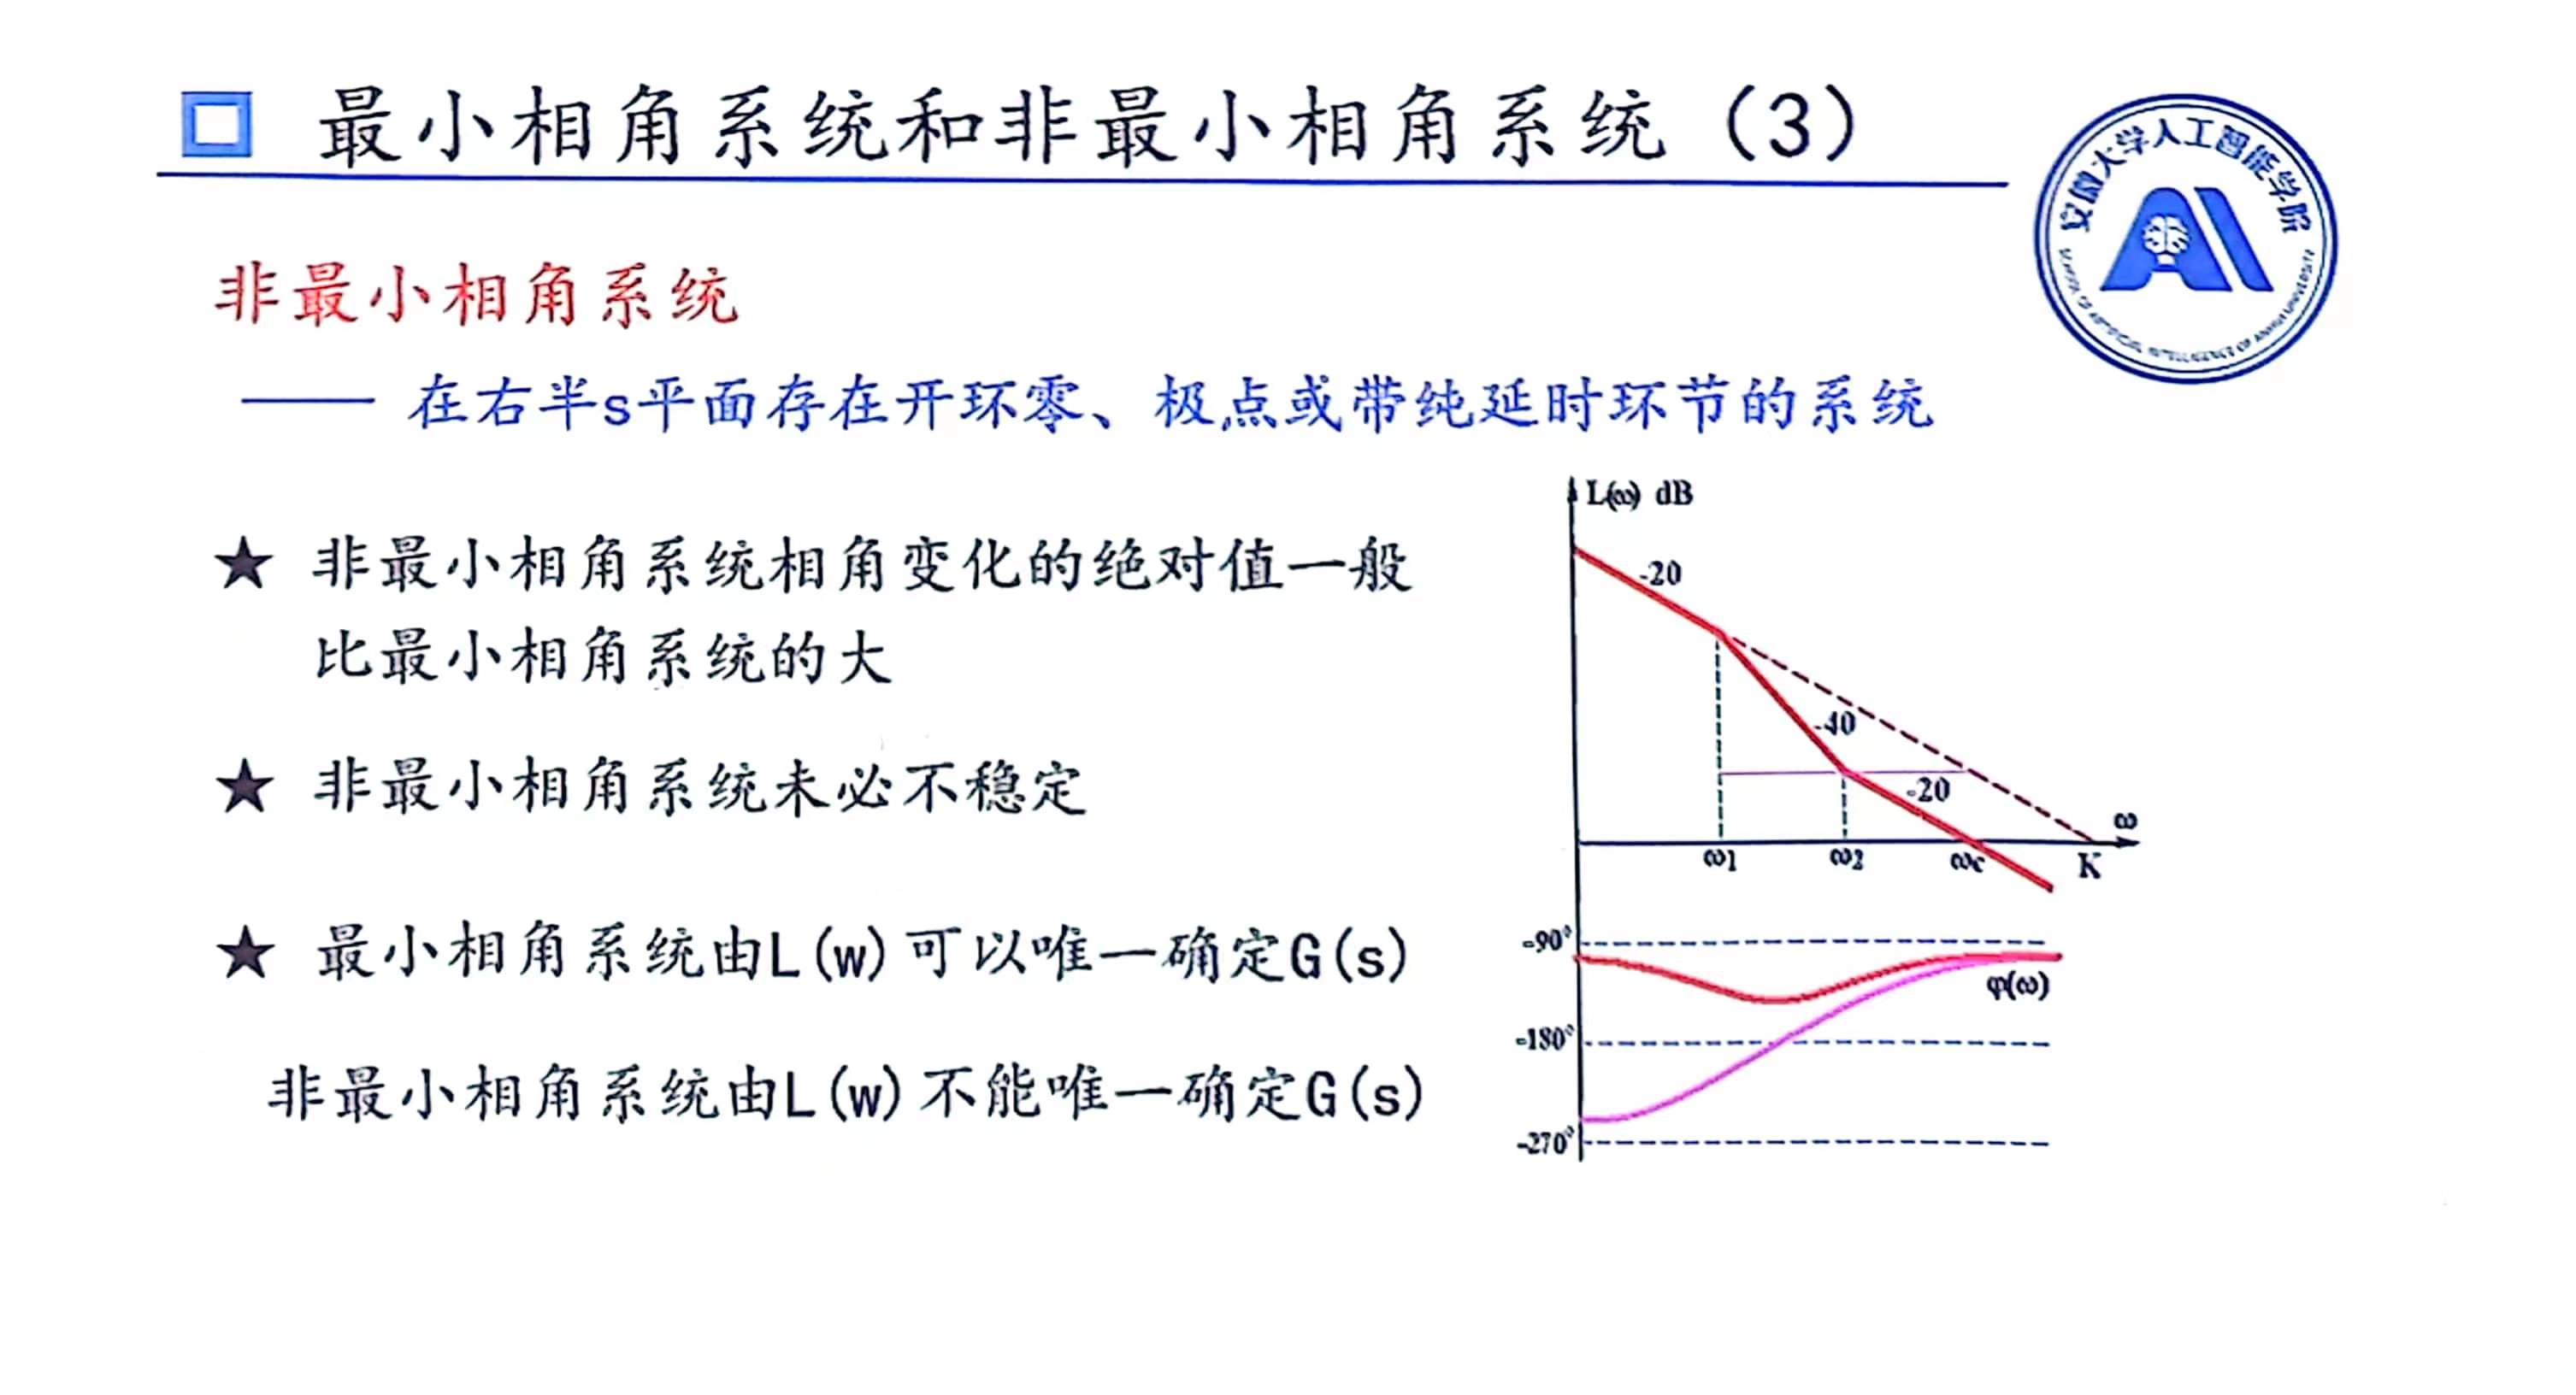 最小相角系统和非最小相角系统（3）
安徽大学人工智能学院
AI
非最小相角系统
—— 在右半s平面存在开环零、极点或带纯延时环节的系统
★ 非最小相角系统相角变化的绝对值一般
比最小相角系统的大
★ 非最小相角系统未必不稳定
★ 最小相角系统由L(w)可以唯一确定G(s)
非最小相角系统由L(w)不能唯一确定G(s)
L(ω) dB
-20
-40
-20
ω
ω1
ω2
ωc
K
-90°
φ(ω)
-180°
-270°